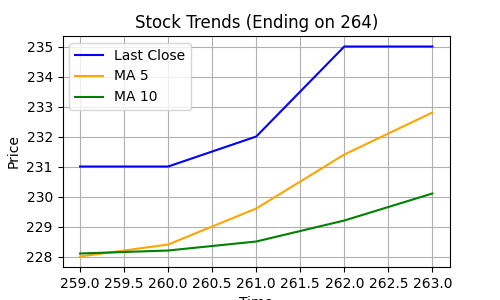 Stock Trends (Ending on 264)
Last Close
MA 5
MA 10
Price
235
234
233
232
231
230
229
228
259.0 259.5 260.0 260.5 261.0 261.5 262.0 262.5 263.0
Time